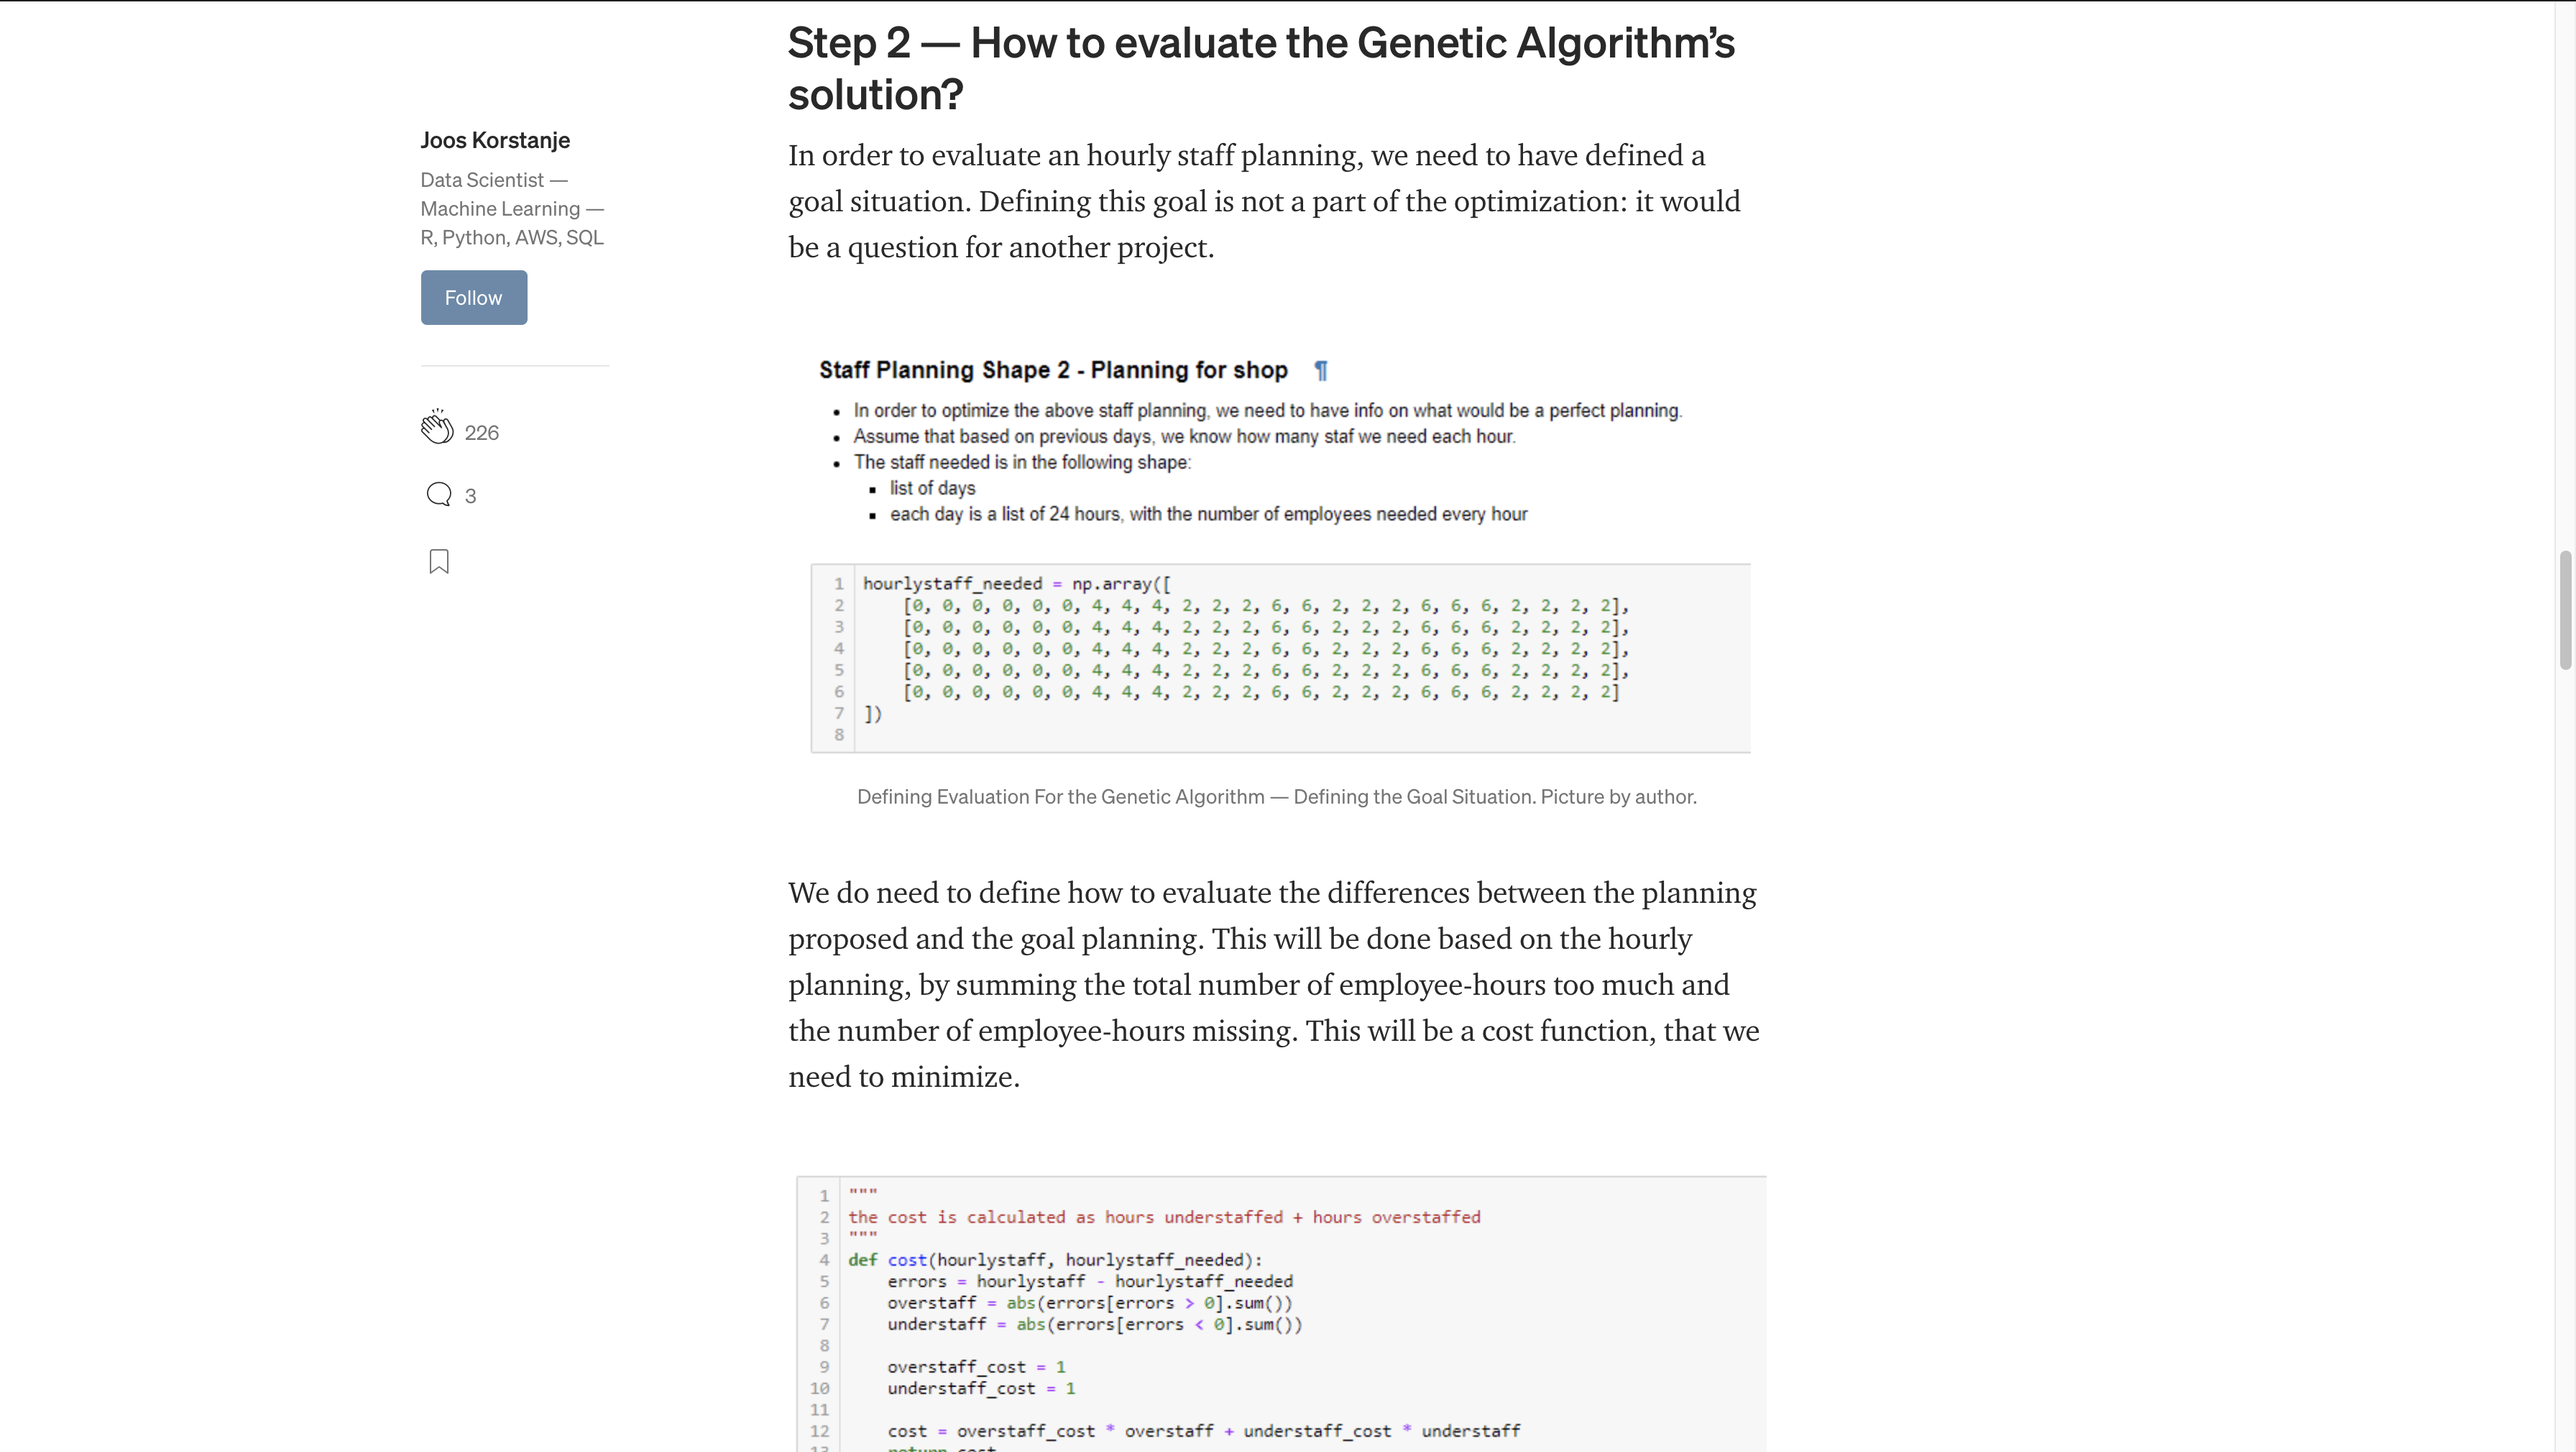 Step 2 — How to evaluate the Genetic Algorithm’s
solution?
Joos Korstanje
Data Scientist —
Machine Learning —
R, Python, AWS, SQL
Follow
226
3
In order to evaluate an hourly staff planning, we need to have defined a
goal situation. Defining this goal is not a part of the optimization: it would
be a question for another project.
Staff Planning Shape 2 - Planning for shop ¶
• In order to optimize the above staff planning, we need to have info on what would be a perfect planning.
• Assume that based on previous days, we know how many staf we need each hour.
• The staff needed is in the following shape:
▪ list of days
▪ each day is a list of 24 hours, with the number of employees needed every hour
1 hourlystaff_needed = np.array([
2 [0, 0, 0, 0, 0, 0, 4, 4, 4, 2, 2, 2, 6, 6, 2, 2, 2, 6, 6, 6, 2, 2, 2, 2],
3 [0, 0, 0, 0, 0, 0, 4, 4, 4, 2, 2, 2, 6, 6, 2, 2, 2, 6, 6, 6, 2, 2, 2, 2],
4 [0, 0, 0, 0, 0, 0, 4, 4, 4, 2, 2, 2, 6, 6, 2, 2, 2, 6, 6, 6, 2, 2, 2, 2],
5 [0, 0, 0, 0, 0, 0, 4, 4, 4, 2, 2, 2, 6, 6, 2, 2, 2, 6, 6, 6, 2, 2, 2, 2],
6 [0, 0, 0, 0, 0, 0, 4, 4, 4, 2, 2, 2, 6, 6, 2, 2, 2, 6, 6, 6, 2, 2, 2, 2]
7 ])
8
Defining Evaluation For the Genetic Algorithm — Defining the Goal Situation. Picture by author.
We do need to define how to evaluate the differences between the planning
proposed and the goal planning. This will be done based on the hourly
planning, by summing the total number of employee-hours too much and
the number of employee-hours missing. This will be a cost function, that we
need to minimize.
1 """
2 the cost is calculated as hours understaffed + hours overstaffed
3 """
4 def cost(hourlystaff, hourlystaff_needed):
5 errors = hourlystaff - hourlystaff_needed
6 overstaff = abs(errors[errors > 0].sum())
7 understaff = abs(errors[errors < 0].sum())
8
9 overstaff_cost = 1
10 understaff_cost = 1
11
12 cost = overstaff_cost * overstaff + understaff_cost * understaff
13 return cost